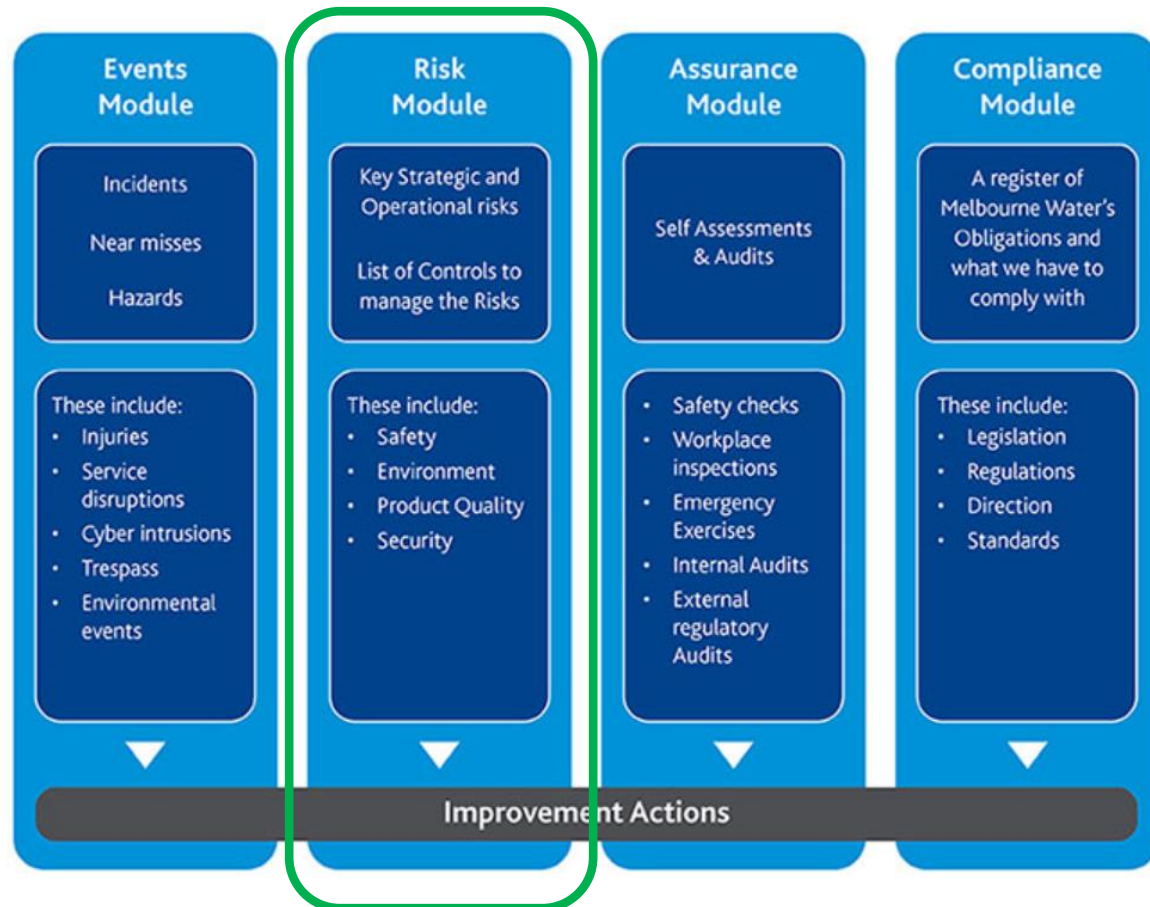 Events
Module
Incidents
Near misses
Hazards
These include:
• Injuries
• Service
disruptions
• Cyber intrusions
• Trespass
• Environmental
events
Risk
Module
Key Strategic and
Operational risks
List of Controls to
manage the Risks
These include:
• Safety
• Environment
• Product Quality
• Security
Assurance
Module
Self Assessments
& Audits
• Safety checks
• Workplace
inspections
• Emergency
Exercises
• Internal Audits
• External
regulatory
Audits
Compliance
Module
A register of
Melbourne Water's
Obligations and
what we have to
comply with
These include:
• Legislation
• Regulations
• Direction
• Standards
Improvement Actions